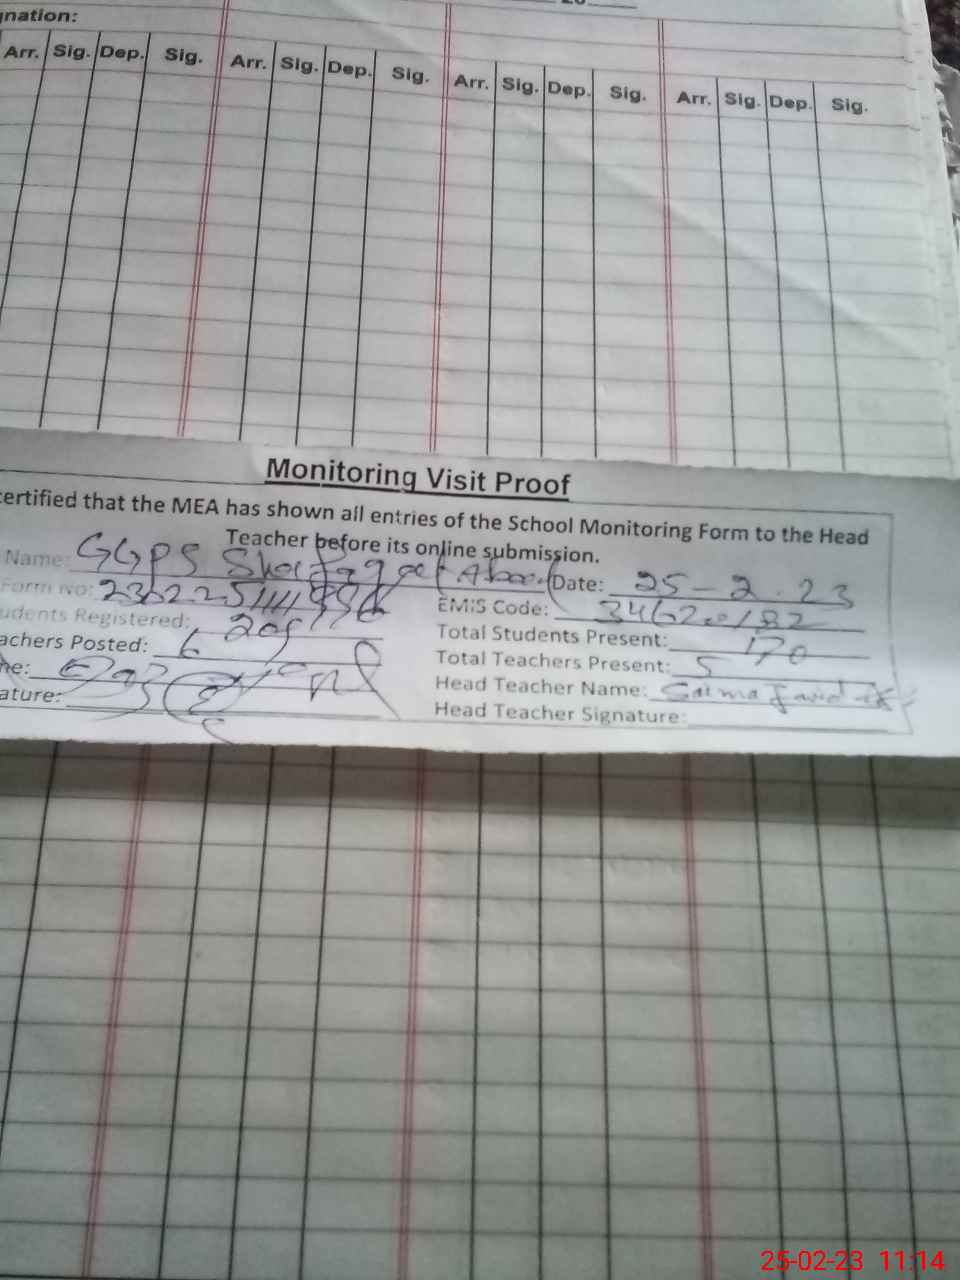 nation:
Arr. Sig. Dep. Sig. Arr. Sig. Dep. Sig. Arr. Sig. Dep. Sig. Arr. Sig. Dep. Sig.
Monitoring Visit Proof
certified that the MEA has shown all entries of the School Monitoring Form to the Head
Teacher before its online submission.
Name: GGPS Date: 25-2.23
Form No: EMIS Code: 34620182
udents Registered: 205 Total Students Present: 170
achers Posted: 6 Total Teachers Present: 5
me: Head Teacher Name: Saima
ature: Head Teacher Signature:
25-02-23 11:14